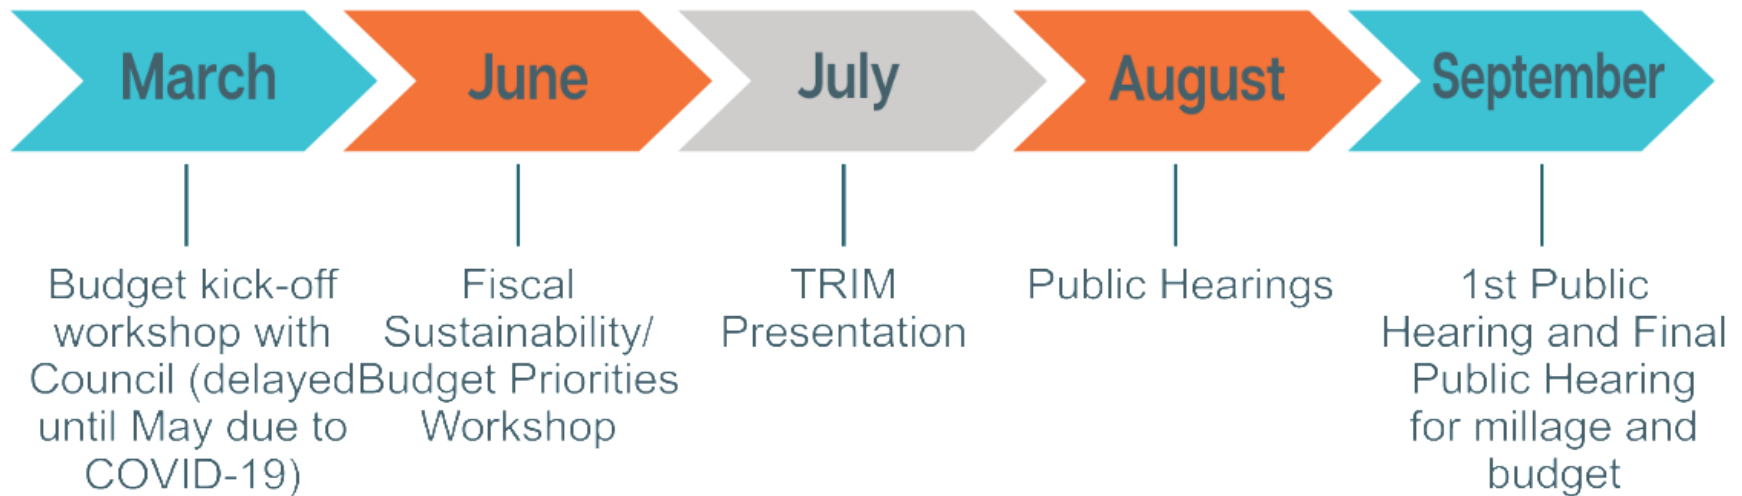 March
June
July
August
September
Budget kick-off
workshop with
Council (delayed
until May due to
COVID-19)
Fiscal
Sustainability/
Budget Priorities
Workshop
TRIM
Presentation
Public Hearings
1st Public
Hearing and Final
Public Hearing
for millage and
budget